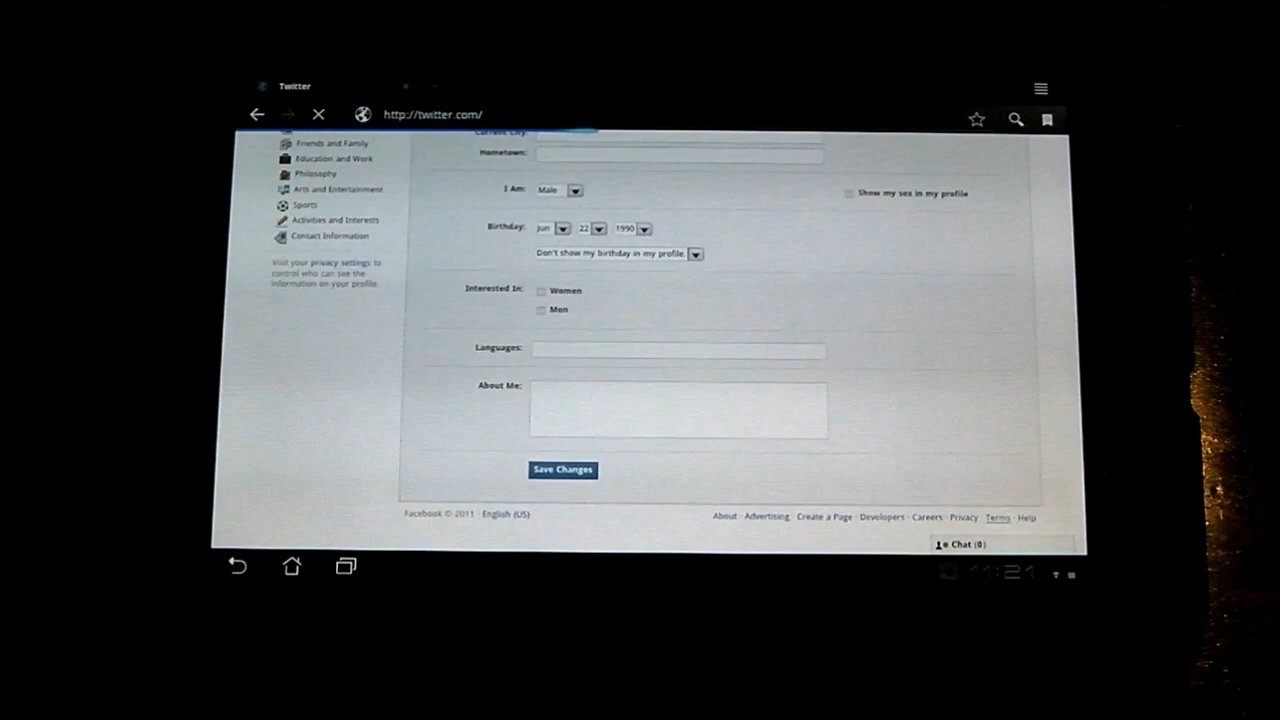 Twitter
http://twitter.com/
Current City:
Friends and Family
Hometown:
Education and Work
Philosophy
I Am: Male
Show my sex in my profile
Arts and Entertainment
Sports
Activities and Interests
Birthday: Jun 22 1990
Contact Information
Don't show my birthday in my profile.
Visit your privacy settings to
control who can see the
information on your profile.
Interested In: Women
Men
Languages:
About Me:
Save Changes
Facebook © 2011 · English (US)
About · Advertising · Create a Page · Developers · Careers · Privacy · Terms · Help
Chat (0)
11:21